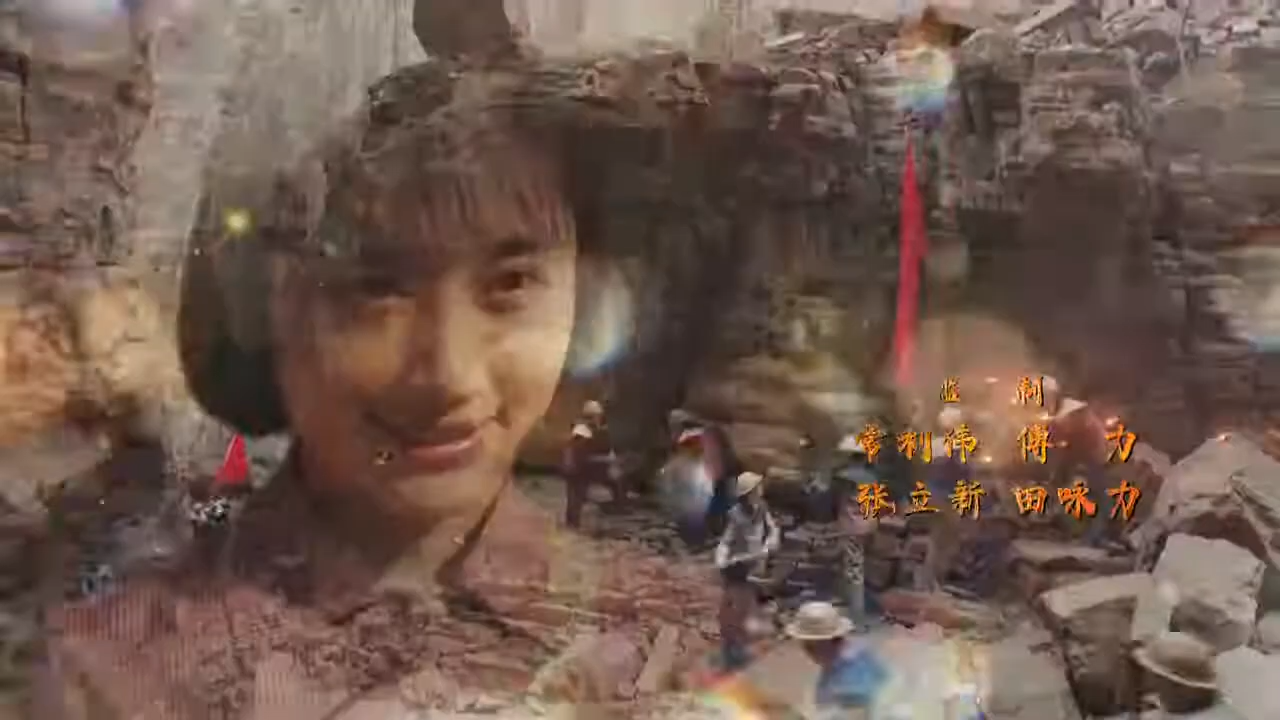 监 制
常利伟 傅 力
张立新 田咏力